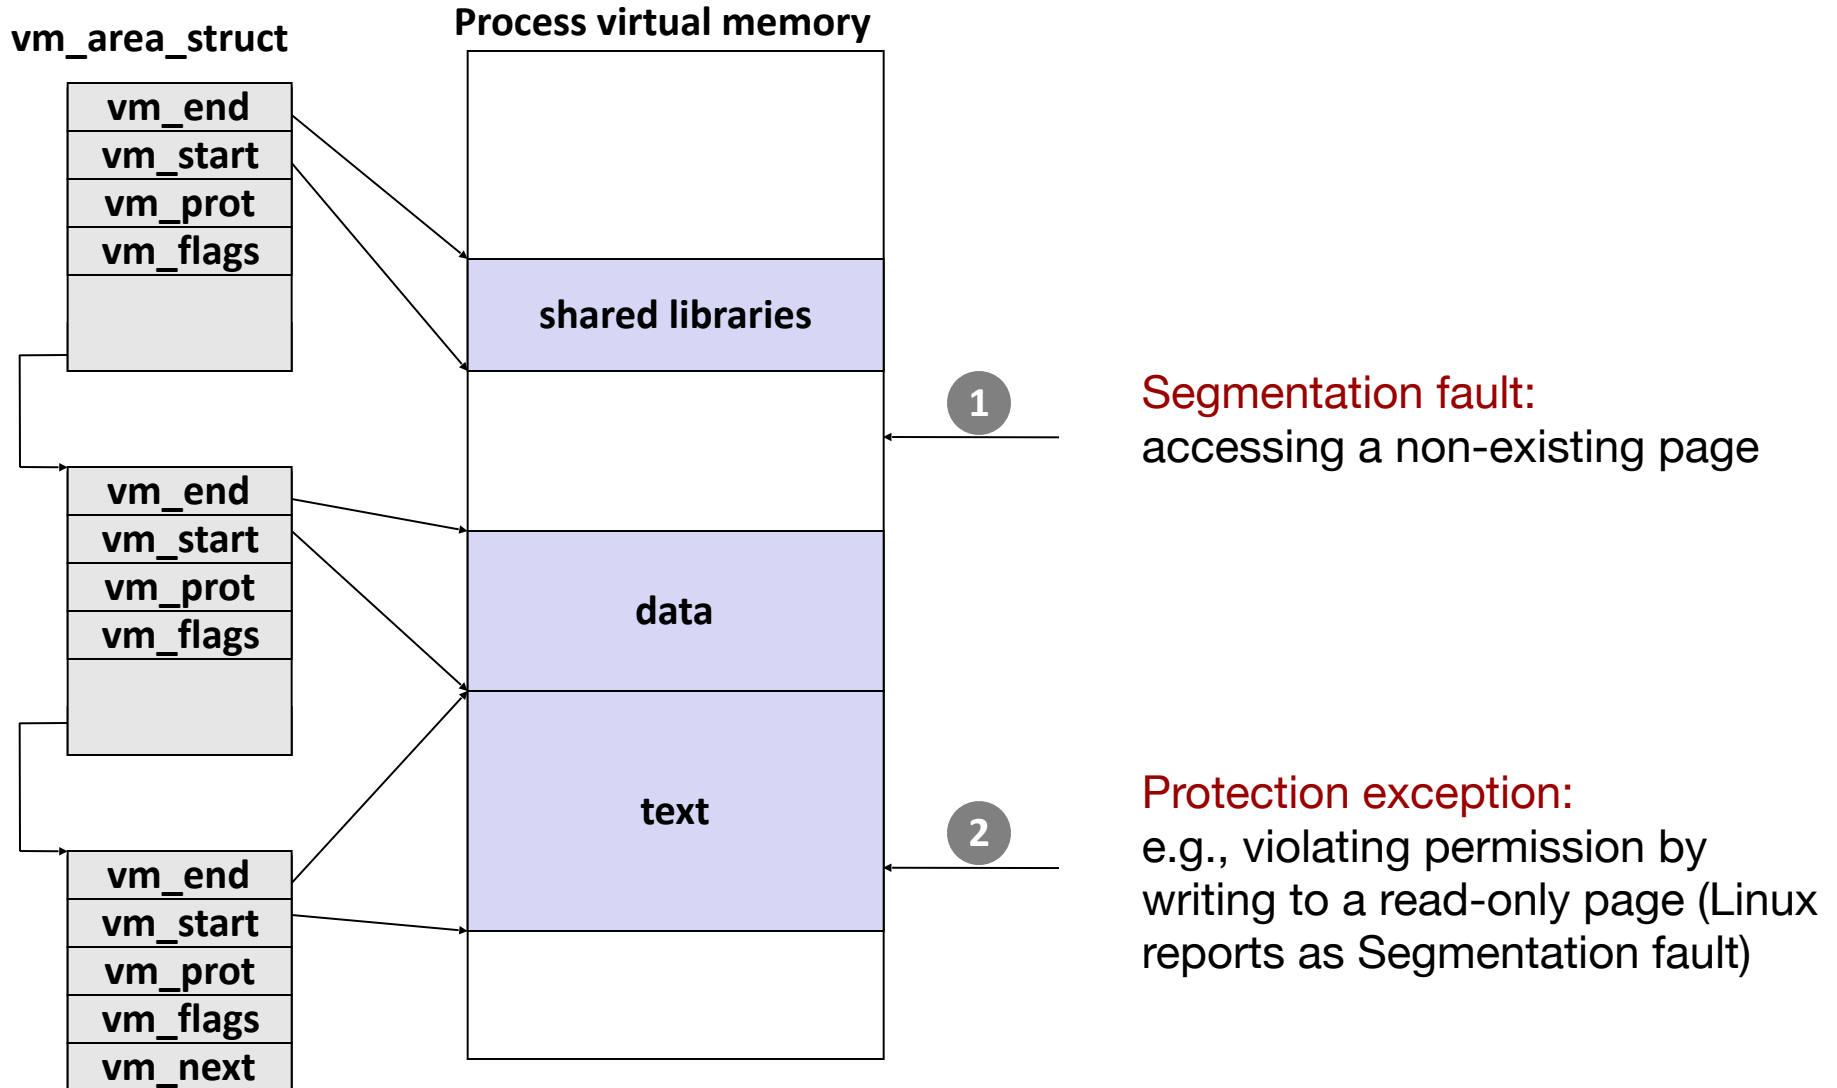 Process virtual memory
vm_area_struct
vm_end
vm_start
vm_prot
vm_flags
shared libraries
1
Segmentation fault:
accessing a non-existing page
vm_end
vm_start
vm_prot
vm_flags
data
text
2
Protection exception:
e.g., violating permission by
writing to a read-only page (Linux
reports as Segmentation fault)
vm_end
vm_start
vm_prot
vm_flags
vm_next